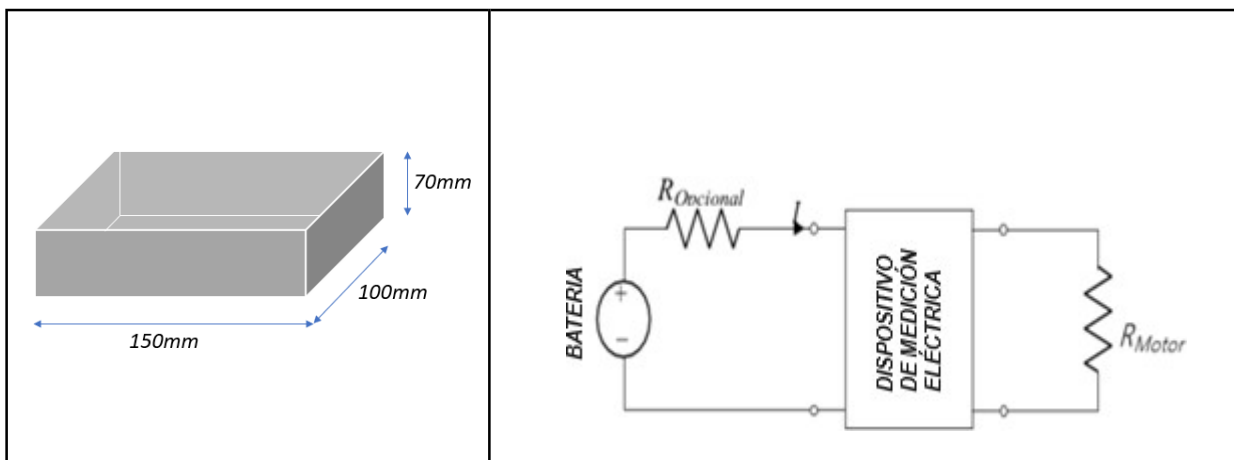 70mm
100mm
150mm
R_Opcional
I
BATERIA
+
−
DISPOSITIVO
DE MEDICIÓN
ELÉCTRICA
R_Motor